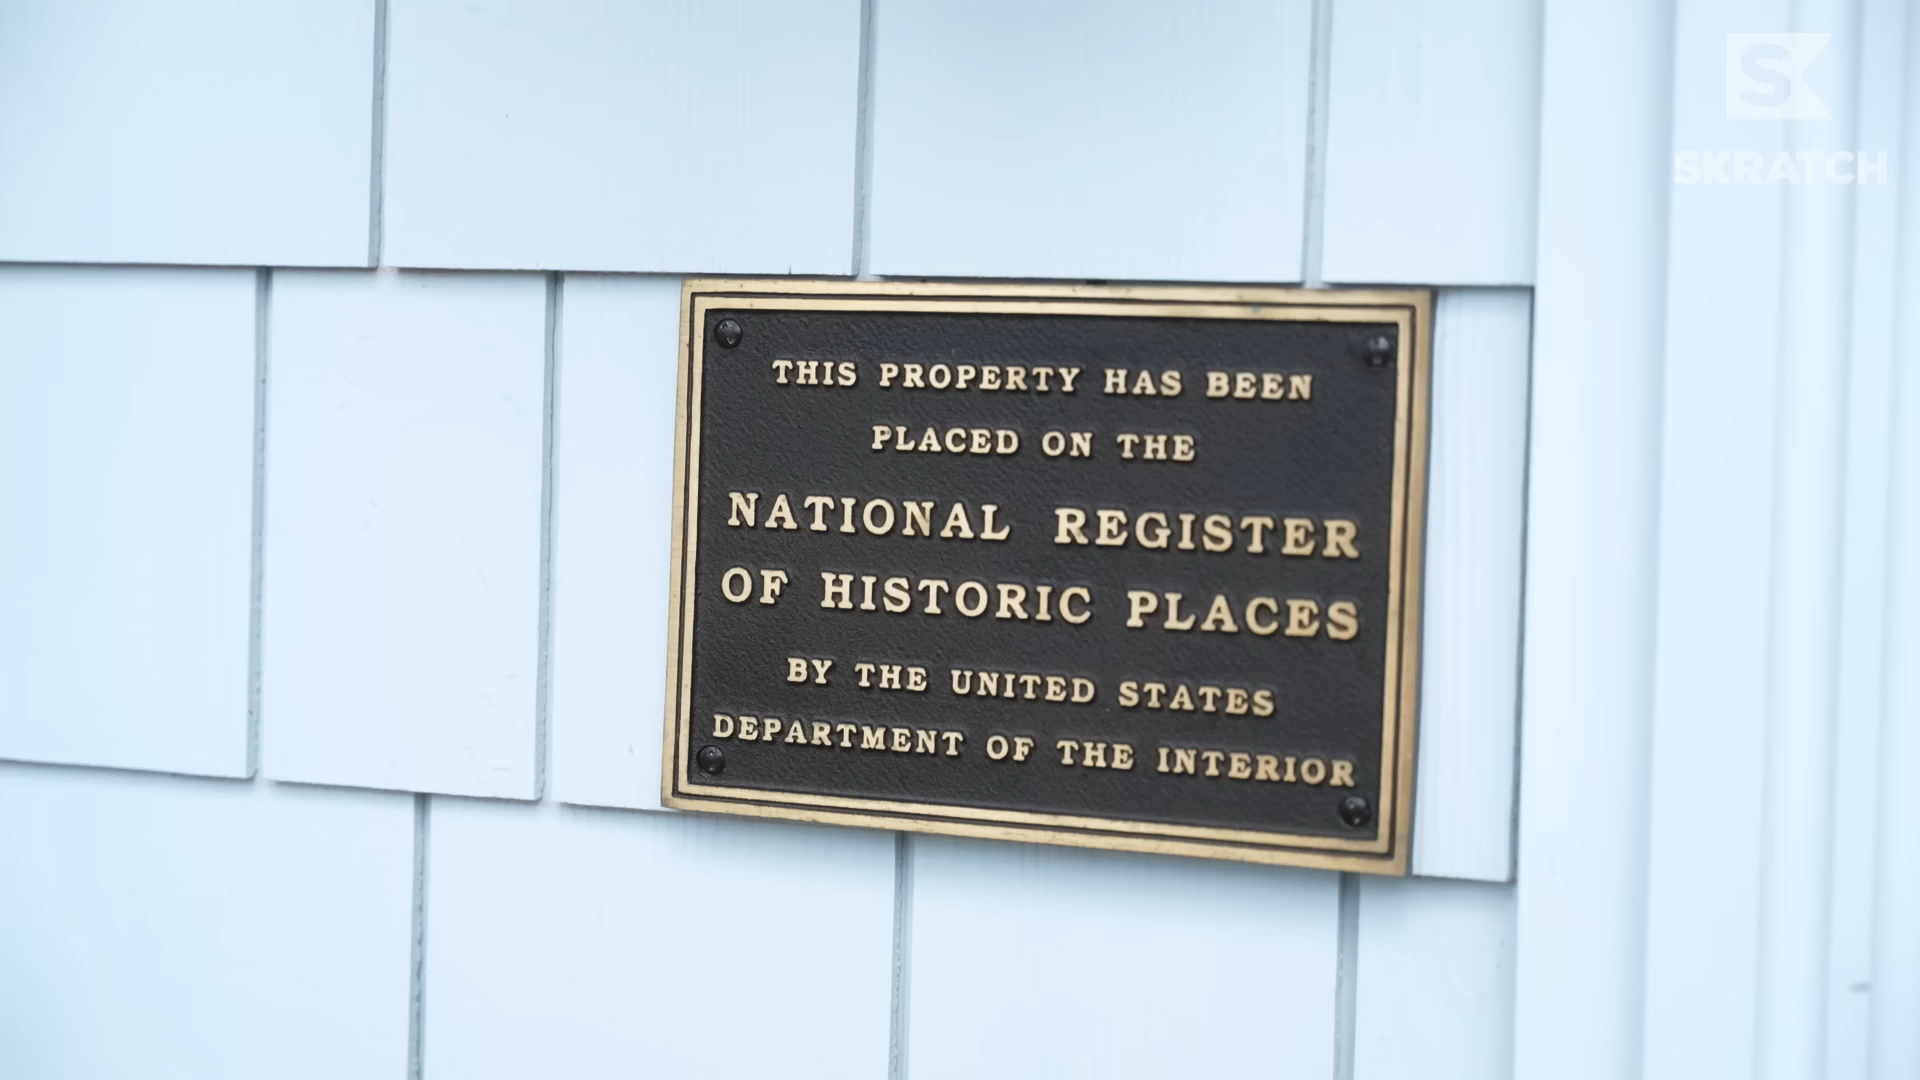 SK
SKRATCH
THIS PROPERTY HAS BEEN
PLACED ON THE
NATIONAL REGISTER
OF HISTORIC PLACES
BY THE UNITED STATES
DEPARTMENT OF THE INTERIOR